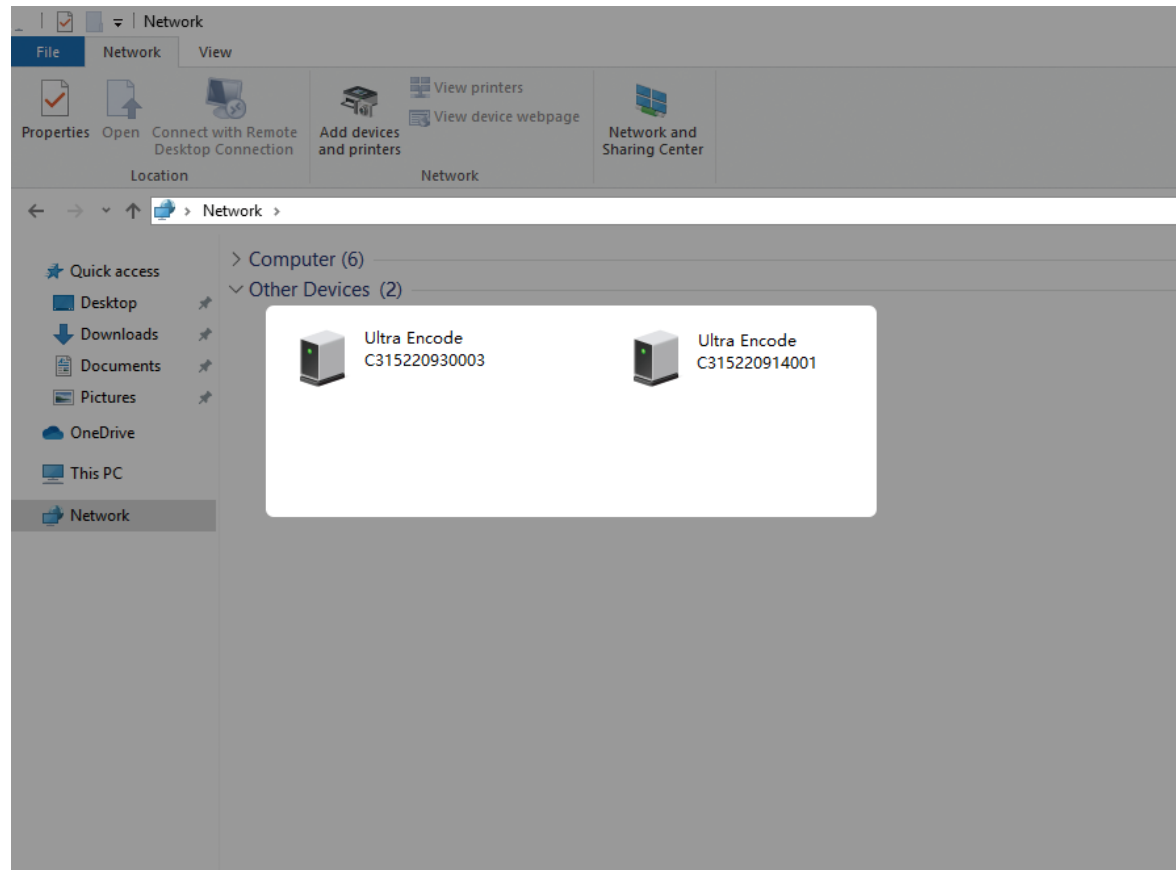 Network
File Network View
Properties Open Connect with Remote Desktop Connection
Location
Add devices and printers
View printers
View device webpage
Network
Network and Sharing Center
Network
Quick access
Desktop
Downloads
Documents
Pictures
OneDrive
This PC
Network
Computer (6)
Other Devices (2)
Ultra Encode
C315220930003
Ultra Encode
C315220914001